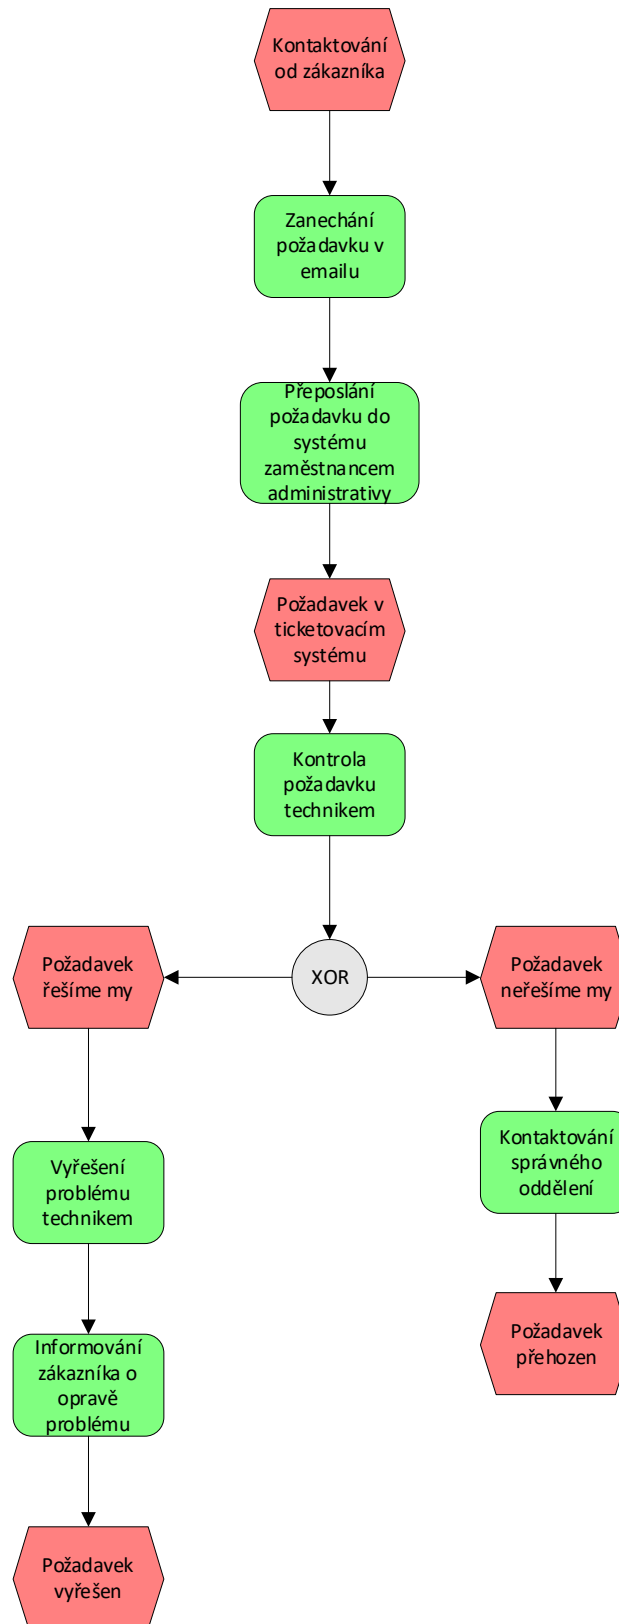 Kontaktování
od zákazníka
Zanechání
požadavku v
emailu
Přeposlání
požadavku do
systému
zaměstnancem
administrativy
Požadavek v
ticketovacím
systému
Kontrola
požadavku
technikem
XOR
Požadavek
řešíme my
Požadavek
neřešíme my
Vyřešení
problému
technikem
Kontaktování
správného
oddělení
Informování
zákazníka o
opravě
problému
Požadavek
přehozen
Požadavek
vyřešen